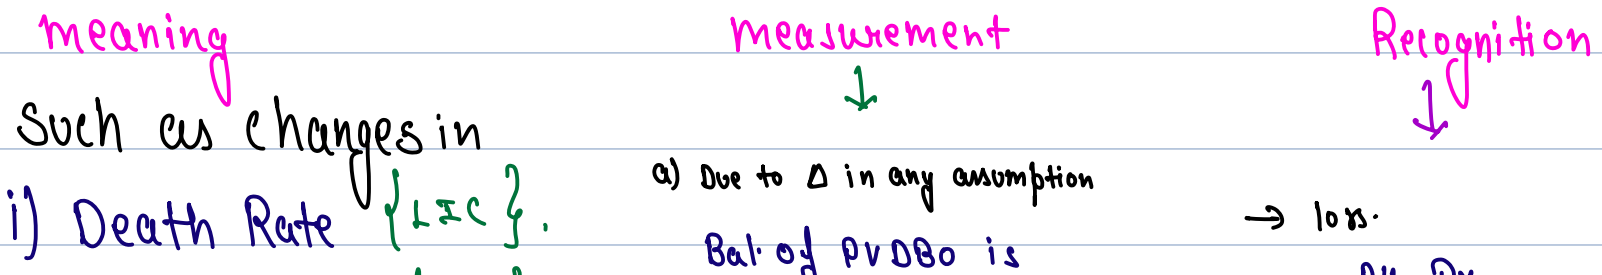 meaning
measurement
Recognition
↓
↓
Such as changes in
a) Due to Δ in any assumption
i) Death Rate {LIC}.
→ loss.
Bal. of PVDBO is